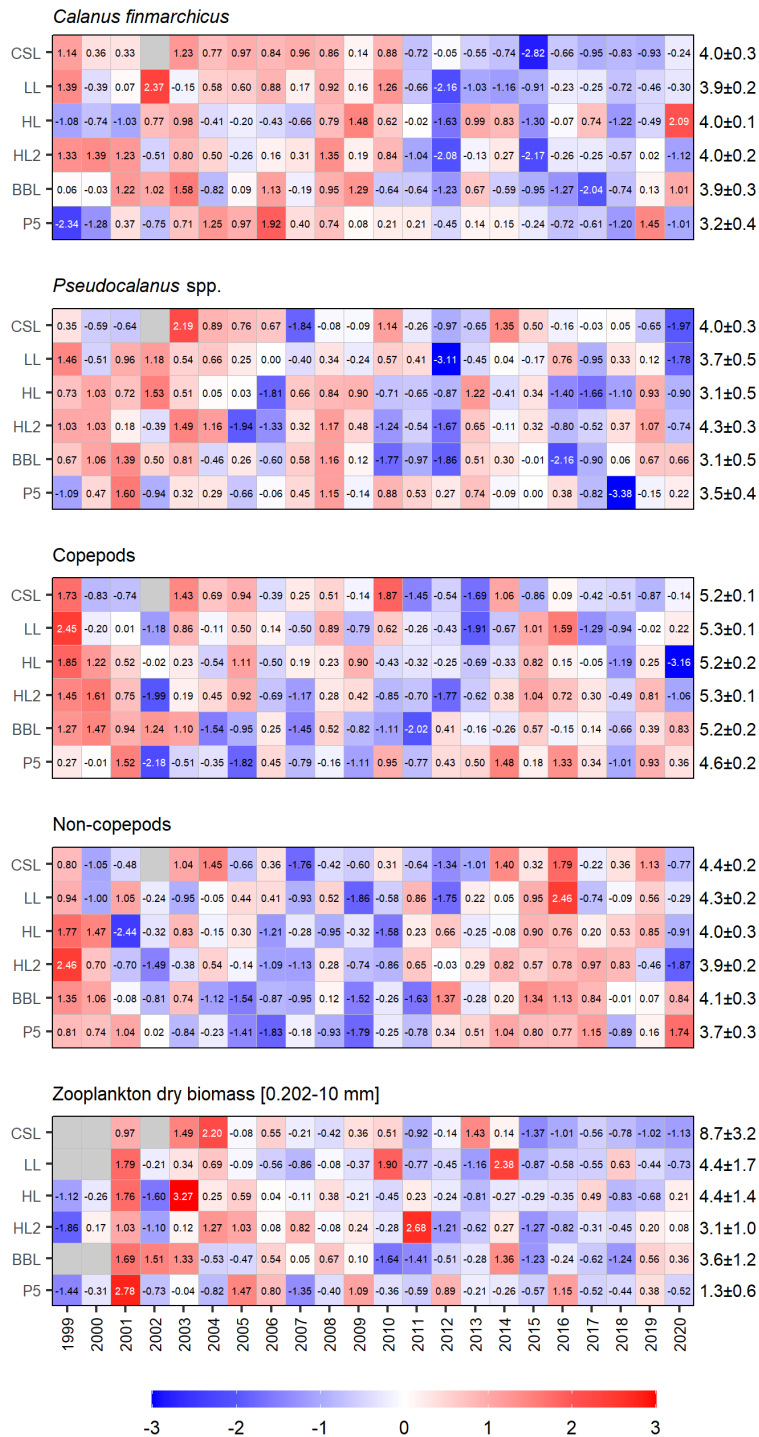 Calanus finmarchicus
CSL 1.14 0.36 0.33 1.23 0.77 0.97 0.84 0.96 0.86 0.14 0.88 -0.72 -0.05 -0.55 -0.74 -2.82 -0.66 -0.95 -0.83 -0.93 -0.24 4.0±0.3
LL 1.39 -0.39 0.07 2.37 -0.15 0.58 0.60 0.88 0.17 0.92 0.16 1.26 -0.66 -2.16 -1.03 -1.16 -0.91 -0.23 -0.25 -0.72 -0.46 -0.30 3.9±0.2
HL -1.08 -0.74 -1.03 0.77 0.98 -0.41 -0.20 -0.43 -0.66 0.79 1.48 0.62 -0.02 -1.63 0.99 0.83 -1.30 -0.07 0.74 -1.22 -0.49 2.09 4.0±0.1
HL2 1.33 1.39 1.23 -0.51 0.80 0.50 -0.26 0.16 0.31 1.35 0.19 0.84 -1.04 -2.08 -0.13 0.27 -2.17 -0.26 -0.25 -0.57 0.02 -1.12 4.0±0.2
BBL 0.06 -0.03 1.22 1.02 1.58 -0.82 0.09 1.13 -0.19 0.95 1.29 -0.64 -0.64 -1.23 0.67 -0.59 -0.95 -1.27 -2.04 -0.74 0.13 1.01 3.9±0.3
P5 -2.34 -1.28 0.37 -0.75 0.71 1.25 0.97 1.92 0.40 0.74 0.08 0.21 0.21 -0.45 0.14 0.15 -0.24 -0.72 -0.61 -1.20 1.45 -1.01 3.2±0.4
Pseudocalanus spp.
CSL 0.35 -0.59 -0.64 2.19 0.89 0.76 0.67 -1.84 -0.08 -0.09 1.14 -0.26 -0.97 -0.65 1.35 0.50 -0.16 -0.03 0.05 -0.65 -1.97 4.0±0.3
LL 1.46 -0.51 0.96 1.18 0.54 0.66 0.25 0.00 -0.40 0.34 -0.24 0.57 0.41 -3.11 -0.45 0.04 -0.17 0.76 -0.95 0.33 0.12 -1.78 3.7±0.5
HL 0.73 1.03 0.72 1.53 0.51 0.05 0.03 -1.81 0.66 0.84 0.90 -0.71 -0.65 -0.87 1.22 -0.41 0.34 -1.40 -1.66 -1.10 0.93 -0.90 3.1±0.5
HL2 1.03 1.03 0.18 -0.39 1.49 1.16 -1.94 -1.33 0.32 1.17 0.48 -1.24 -0.54 -1.67 0.65 -0.11 0.32 -0.80 -0.52 0.37 1.07 -0.74 4.3±0.3
BBL 0.67 1.06 1.39 0.50 0.81 -0.46 0.26 -0.60 0.58 1.16 0.12 -1.77 -0.97 -1.86 0.51 0.30 -0.01 -2.16 -0.90 0.06 0.67 0.66 3.1±0.5
P5 -1.09 0.47 1.60 -0.94 0.32 0.29 -0.66 -0.06 0.45 1.15 -0.14 0.88 0.53 0.27 0.74 -0.09 0.00 0.38 -0.82 -3.38 -0.15 0.22 3.5±0.4
Copepods
CSL 1.73 -0.83 -0.74 1.43 0.69 0.94 -0.39 0.25 0.51 -0.14 1.87 -1.45 -0.54 -1.69 1.06 -0.86 0.09 -0.42 -0.51 -0.87 -0.14 5.2±0.1
LL 2.45 -0.20 0.01 -1.18 0.86 -0.11 0.50 0.14 -0.50 0.89 -0.79 0.62 -0.26 -0.43 -1.91 -0.67 1.01 1.59 -1.29 -0.94 -0.02 0.22 5.3±0.1
HL 1.85 1.22 0.52 -0.02 0.23 -0.54 1.11 -0.50 0.19 0.23 0.90 -0.43 -0.32 -0.25 -0.69 -0.33 0.82 0.15 -0.05 -1.19 0.25 -3.16 5.2±0.2
HL2 1.45 1.61 0.75 -1.99 0.19 0.45 0.92 -0.69 -1.17 0.28 0.42 -0.85 -0.70 -1.77 -0.62 0.38 1.04 0.72 0.30 -0.49 0.81 -1.06 5.3±0.1
BBL 1.27 1.47 0.94 1.24 1.10 -1.54 -0.95 0.25 -1.45 0.52 -0.82 -1.11 -2.02 0.41 -0.16 -0.26 0.57 -0.15 -0.14 -0.66 0.39 0.83 5.2±0.2
P5 0.27 -0.01 1.52 -2.18 -0.51 -0.35 -1.82 0.45 -0.79 -0.16 -1.11 0.95 -0.77 0.43 0.50 1.48 0.18 1.33 0.34 -1.01 0.93 0.36 4.6±0.2
Non-copepods
CSL 0.80 -1.05 -0.48 1.04 1.45 -0.66 0.36 -1.76 -0.42 -0.60 0.31 -0.64 -1.34 -1.01 1.40 0.32 1.79 -0.22 0.36 1.13 -0.77 4.4±0.2
LL 0.94 -1.00 1.05 -0.24 -0.95 -0.05 0.44 0.41 -0.93 0.52 -1.86 -0.58 0.86 -1.75 0.22 0.05 0.95 2.46 -0.74 -0.09 0.56 -0.29 4.3±0.2
HL 1.77 1.47 -2.44 -0.32 0.83 -0.15 0.30 -1.21 -0.28 -0.95 -0.32 -1.58 0.23 0.66 -0.25 -0.08 0.90 0.76 0.20 0.53 0.85 -0.91 4.0±0.3
HL2 2.46 0.70 -0.70 -1.49 -0.38 0.54 -0.14 -1.09 -1.13 0.28 -0.74 -0.86 0.65 -0.03 0.29 0.82 0.57 0.78 0.97 0.83 -0.46 -1.87 3.9±0.2
BBL 1.35 1.06 -0.08 -0.81 0.74 -1.12 -1.54 -0.87 -0.95 0.12 -1.52 -0.26 -1.63 1.37 -0.28 0.20 1.34 1.13 0.84 -0.01 0.07 0.84 4.1±0.3
P5 0.81 0.74 1.04 0.02 -0.84 -0.23 -1.41 -1.83 -0.18 -0.93 -1.79 -0.25 -0.78 0.34 0.51 1.04 0.80 0.77 1.15 -0.89 0.16 1.74 3.7±0.3
Zooplankton dry biomass [0.202-10 mm]
CSL 0.97 1.49 2.20 -0.08 0.55 -0.21 -0.42 0.36 0.51 -0.92 -0.14 1.43 0.14 -1.37 -1.01 -0.56 -0.78 -1.02 -1.13 8.7±3.2
LL 1.79 -0.21 0.34 0.69 -0.09 -0.56 -0.86 -0.08 -0.37 1.90 -0.77 -0.45 -1.16 2.38 -0.87 -0.58 -0.55 0.63 -0.44 -0.73 4.4±1.7
HL -1.12 -0.26 1.76 -1.60 3.27 0.25 0.59 0.04 -0.11 0.38 -0.21 -0.45 0.23 -0.24 -0.81 -0.27 -0.29 -0.35 0.49 -0.83 -0.68 0.21 4.4±1.4
HL2 -1.86 0.17 1.03 -1.10 0.12 1.27 1.03 0.08 0.82 -0.08 0.24 -0.28 2.68 -1.21 -0.62 0.27 -1.27 -0.82 -0.31 -0.45 0.20 0.08 3.1±1.0
BBL 1.69 1.51 1.33 -0.53 -0.47 0.54 0.05 0.67 0.10 -1.64 -1.41 -0.51 -0.28 1.36 -1.23 -0.24 -0.62 -1.24 0.56 0.36 3.6±1.2
P5 -1.44 -0.31 2.78 -0.73 -0.04 -0.82 1.47 0.80 -1.35 -0.40 1.09 -0.36 -0.59 0.89 -0.21 -0.26 -0.57 1.15 -0.52 -0.44 0.38 -0.52 1.3±0.6
1999 2000 2001 2002 2003 2004 2005 2006 2007 2008 2009 2010 2011 2012 2013 2014 2015 2016 2017 2018 2019 2020
-3 -2 -1 0 1 2 3